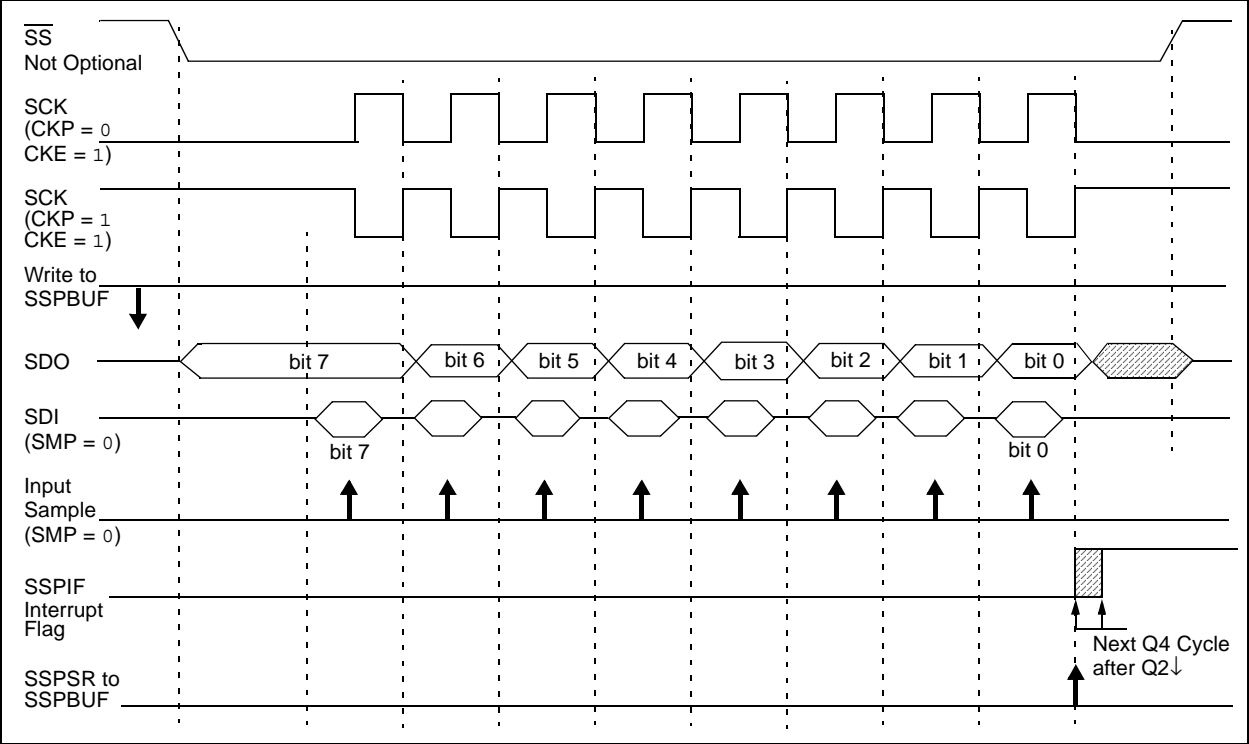 SS
Not Optional
SCK
(CKP = 0
CKE = 1)
SCK
(CKP = 1
CKE = 1)
Write to
SSPBUF
SDO
bit 7 bit 6 bit 5 bit 4 bit 3 bit 2 bit 1 bit 0
SDI
(SMP = 0)
bit 7 bit 0
Input
Sample
(SMP = 0)
SSPIF
Interrupt
Flag
Next Q4 Cycle
after Q2↓
SSPSR to
SSPBUF